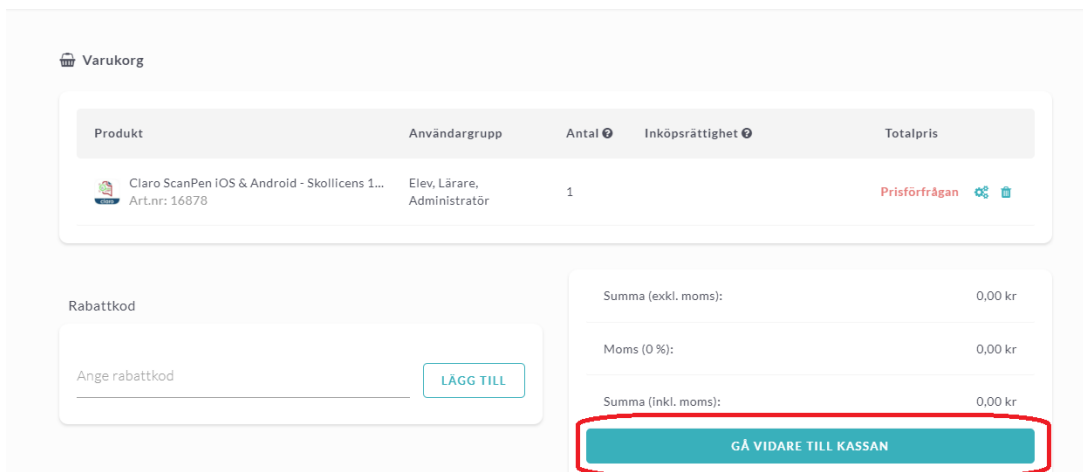 Varukorg
Produkt Användargrupp Antal Inköpsrättighet Totalpris
Claro ScanPen iOS & Android - Skollicens 1... Elev, Lärare, 1 Prisförfrågan
Art.nr: 16878 Administratör
Rabattkod
Ange rabattkod LÄGG TILL
Summa (exkl. moms): 0,00 kr
Moms (0 %): 0,00 kr
Summa (inkl. moms): 0,00 kr
GÅ VIDARE TILL KASSAN